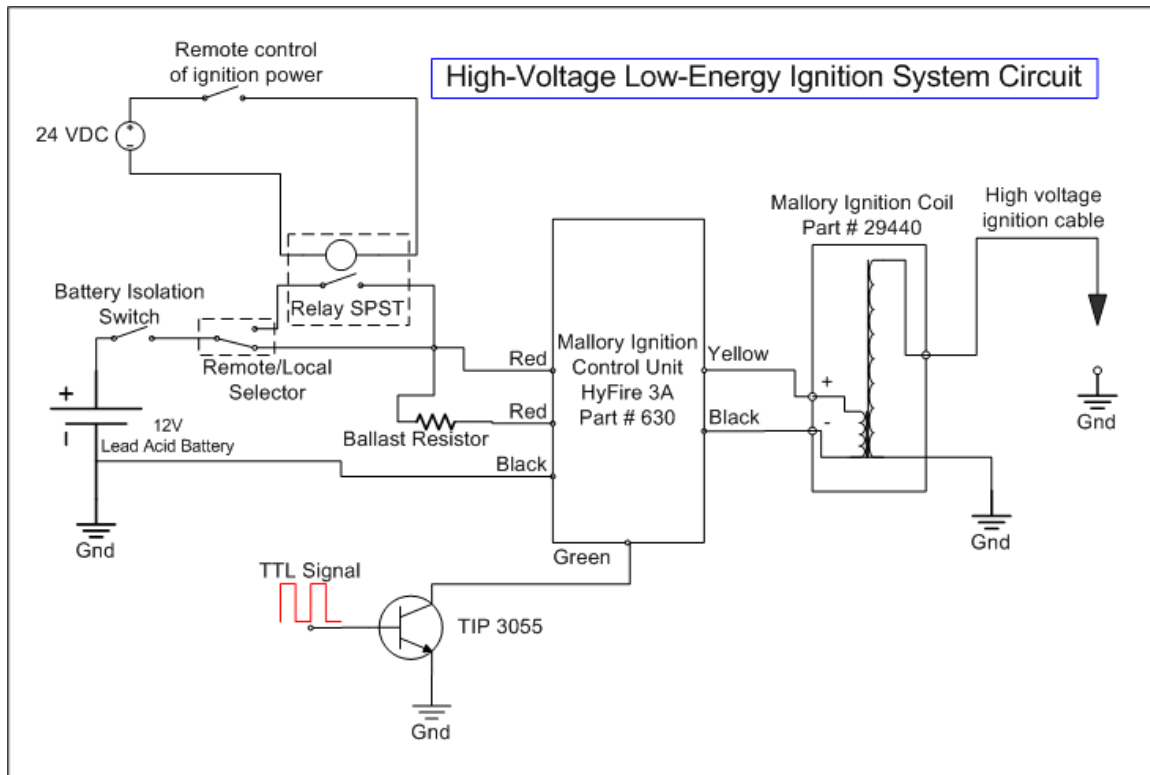 High-Voltage Low-Energy Ignition System Circuit
Remote control
of ignition power
24 VDC
+
-
Relay SPST
Battery Isolation
Switch
Remote/Local
Selector
+
-
12V
Lead Acid Battery
Gnd
Ballast Resistor
Red
Red
Black
Mallory Ignition
Control Unit
HyFire 3A
Part # 630
Green
Yellow
Black
Mallory Ignition Coil
Part # 29440
+
-
Gnd
High voltage
ignition cable
Gnd
TTL Signal
TIP 3055
Gnd